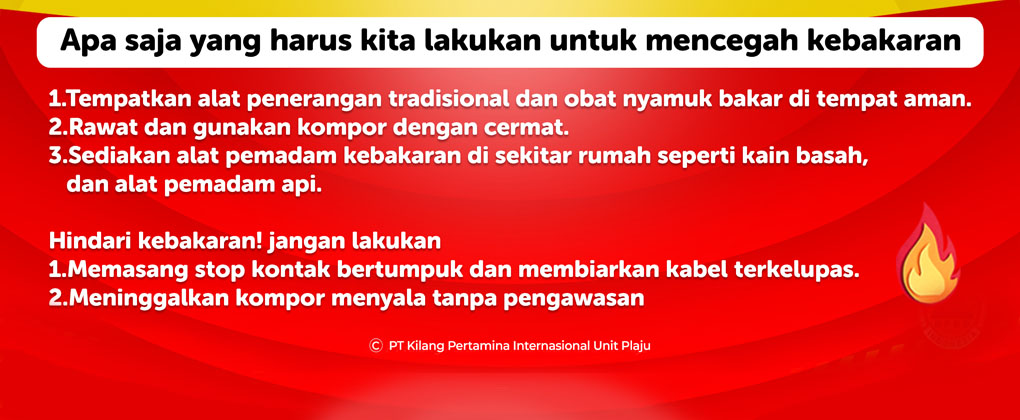 Apa saja yang harus kita lakukan untuk mencegah kebakaran
1.Tempatkan alat penerangan tradisional dan obat nyamuk bakar di tempat aman.
2.Rawat dan gunakan kompor dengan cermat.
3.Sediakan alat pemadam kebakaran di sekitar rumah seperti kain basah,
dan alat pemadam api.
Hindari kebakaran! jangan lakukan
1.Memasang stop kontak bertumpuk dan membiarkan kabel terkelupas.
2.Meninggalkan kompor menyala tanpa pengawasan
© PT Kilang Pertamina Internasional Unit Plaju